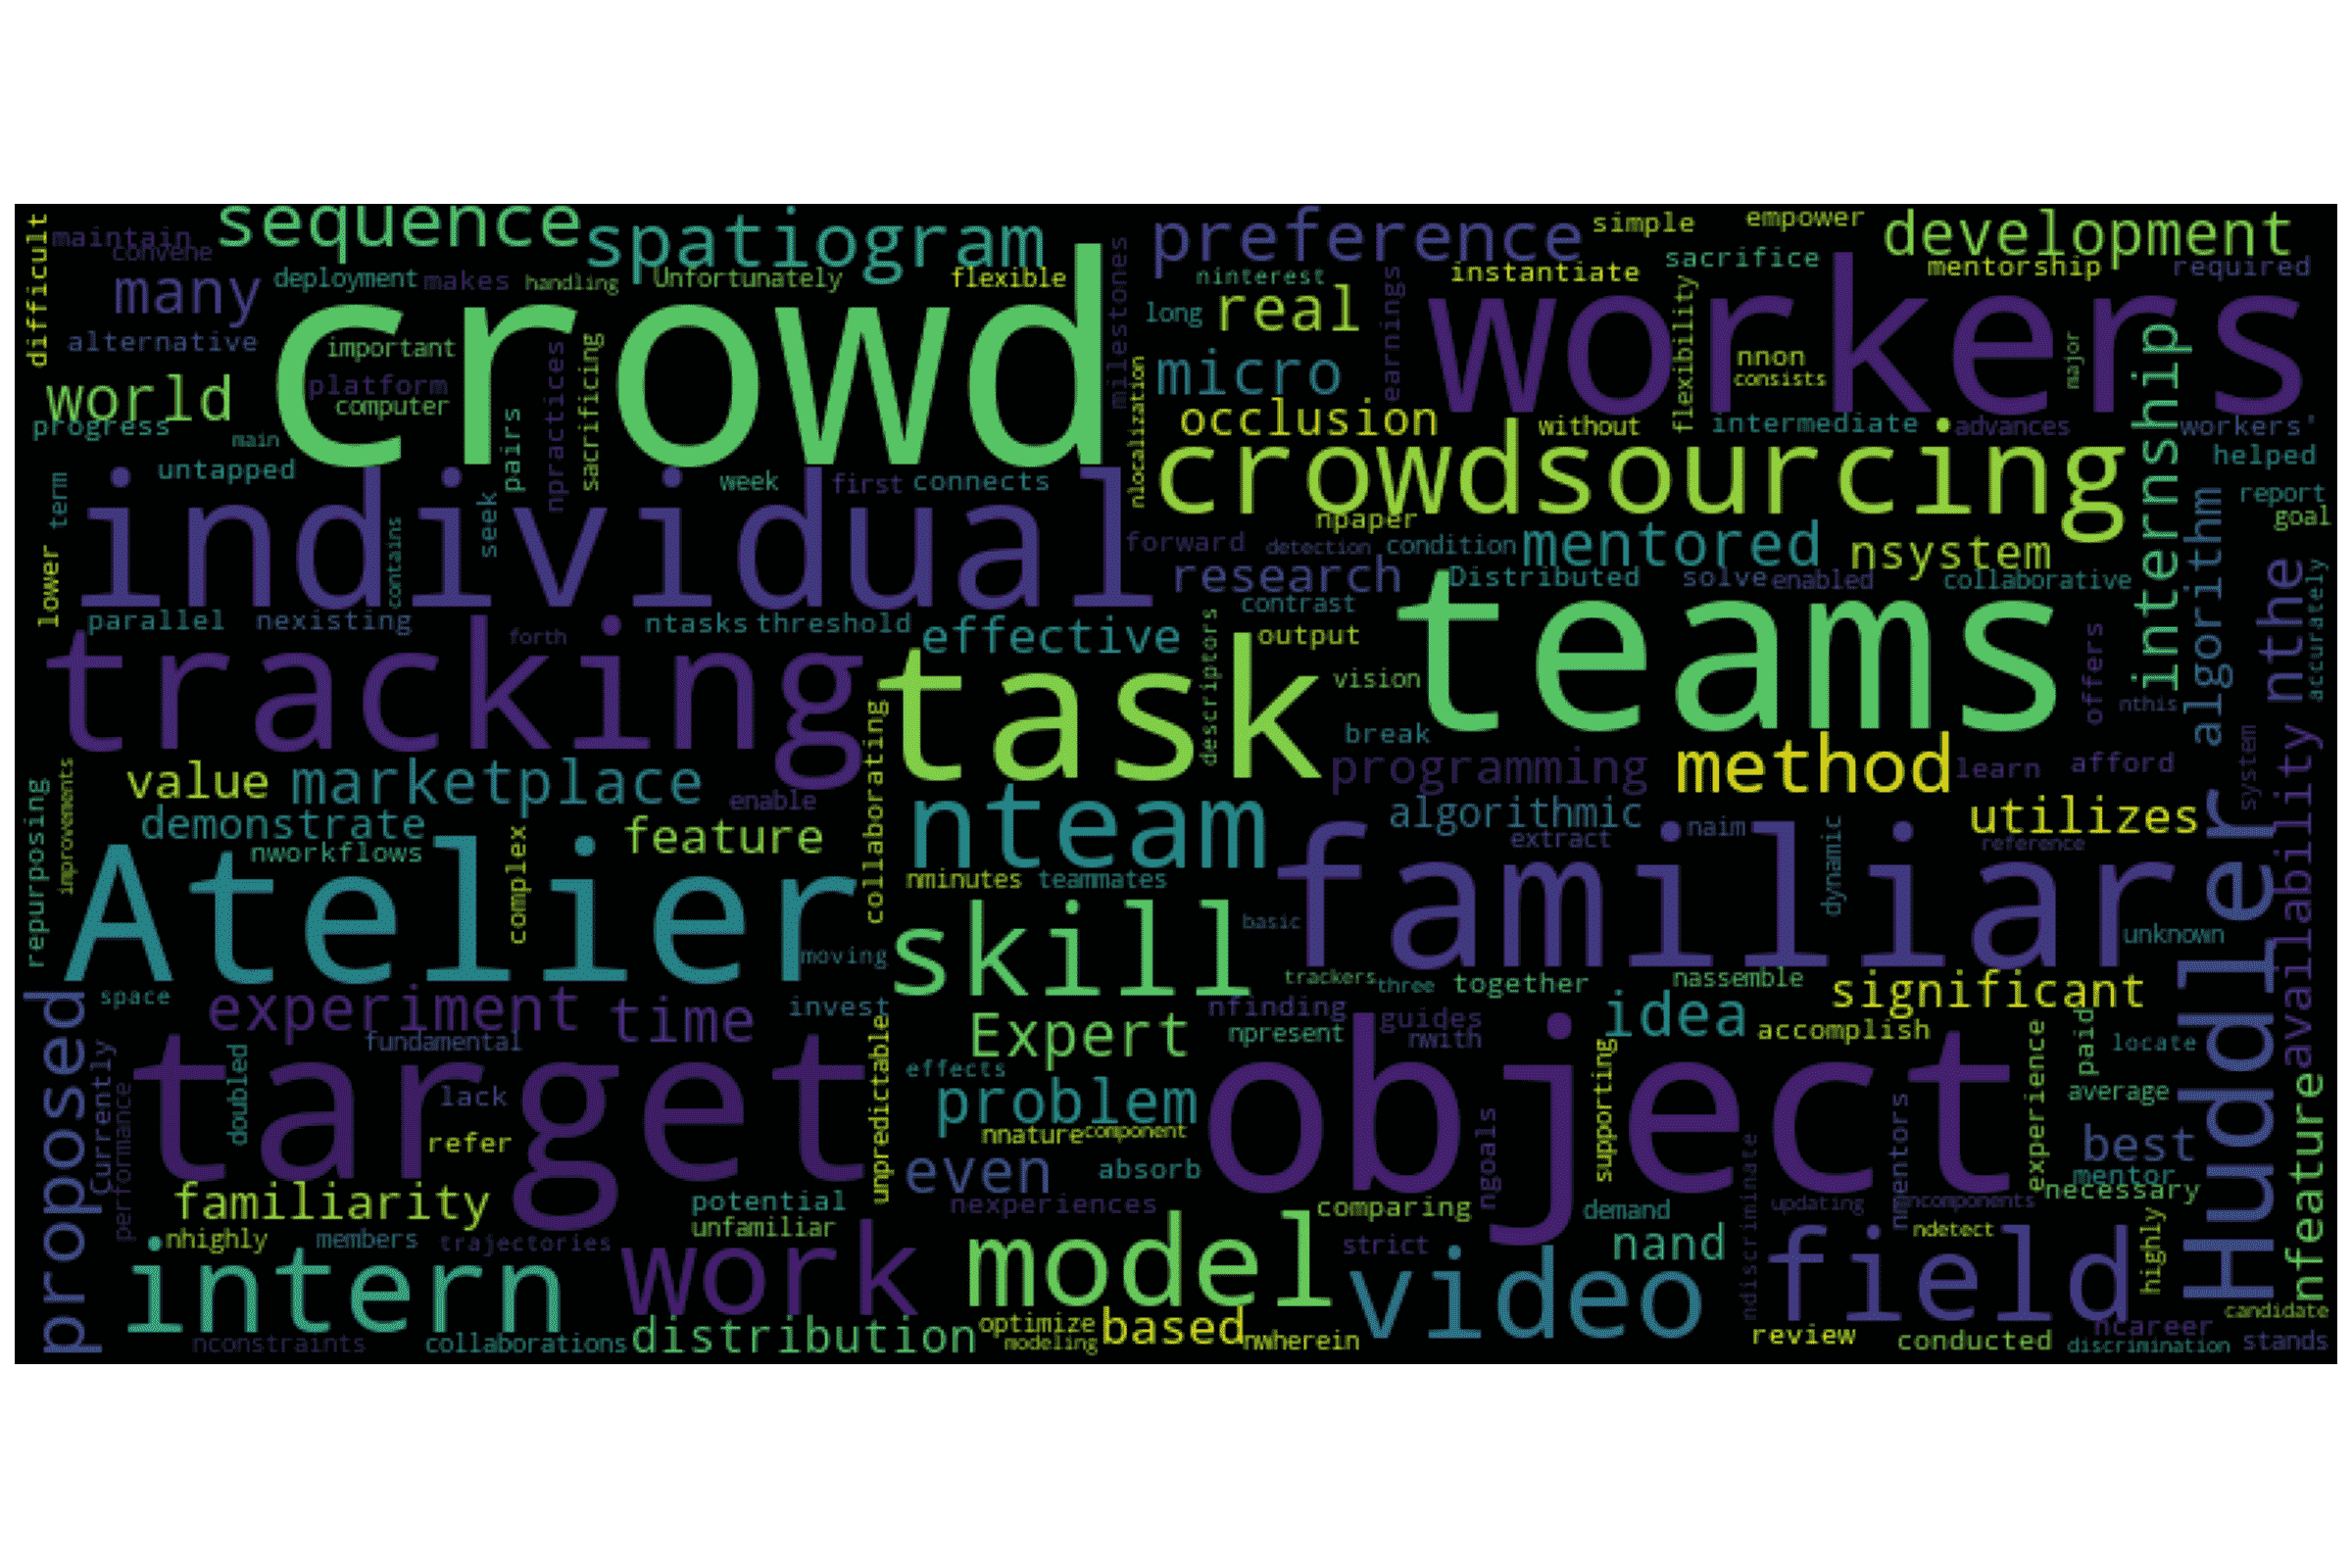 difficult
maintain
convene
sequence
spatiogram
preference
simple
empower
development
many
deployment
makes
handling
Unfortunately
flexible
milestones
ninterest
instantiate
sacrifice
mentorship
required
alternative
crowd
long
real
earnings
flexibility
workers
important
platform
computer
npractices
sacrificing
micro
nnon
consists
major
internship
world
progress
main
pairs
nlocalization
occlusion
without
intermediate
advances
workers'
untapped
week
first
connects
crowdsourcing
helped
term
individual
seek
contains
npaper
report
goal
lower
forward
detection
condition
mentored
nsystem
algorithm
nthe
accurately
research
Distributed
solve
enabled
collaborative
parallel
nexisting
forth
ntasks
threshold
effective
contrast
output
teams
offers
nthis
tracking
task
descriptors
vision
break
programming
method
learn
afford
system
availability
repurposing
improvements
value
marketplace
enable
collaborating
nteam
algorithmic
extract
naim
dynamic
utilizes
reference
demonstrate
nworkflows
complex
feature
nminutes
teammates
familiar
Huddler
Atelier
moving
skill
basic
unknown
trackers
three
together
nassemble
proposed
space
experiment
time
invest
unpredictable
Expert
nfinding
npresent
guides
nwith
idea
significant
accomplish
experience
paid
locate
fundamental
Currently
performance
doubled
target
lack
refer
effects
problem
nnature
component
object
ngoals
supporting
nmentors
average
best
mentor
necessary
nfeature
even
absorb
nexperiences
comparing
demand
ndiscriminate
updating
ncomponents
familiarity
potential
unfamiliar
nhighly
members
trajectories
work
model
strict
nand
field
ndetect
highly
intern
video
candidate
nconstraints
collaborations
distribution
optimize
modeling
based
nwherein
review
conducted
ncareer
discrimination
stands